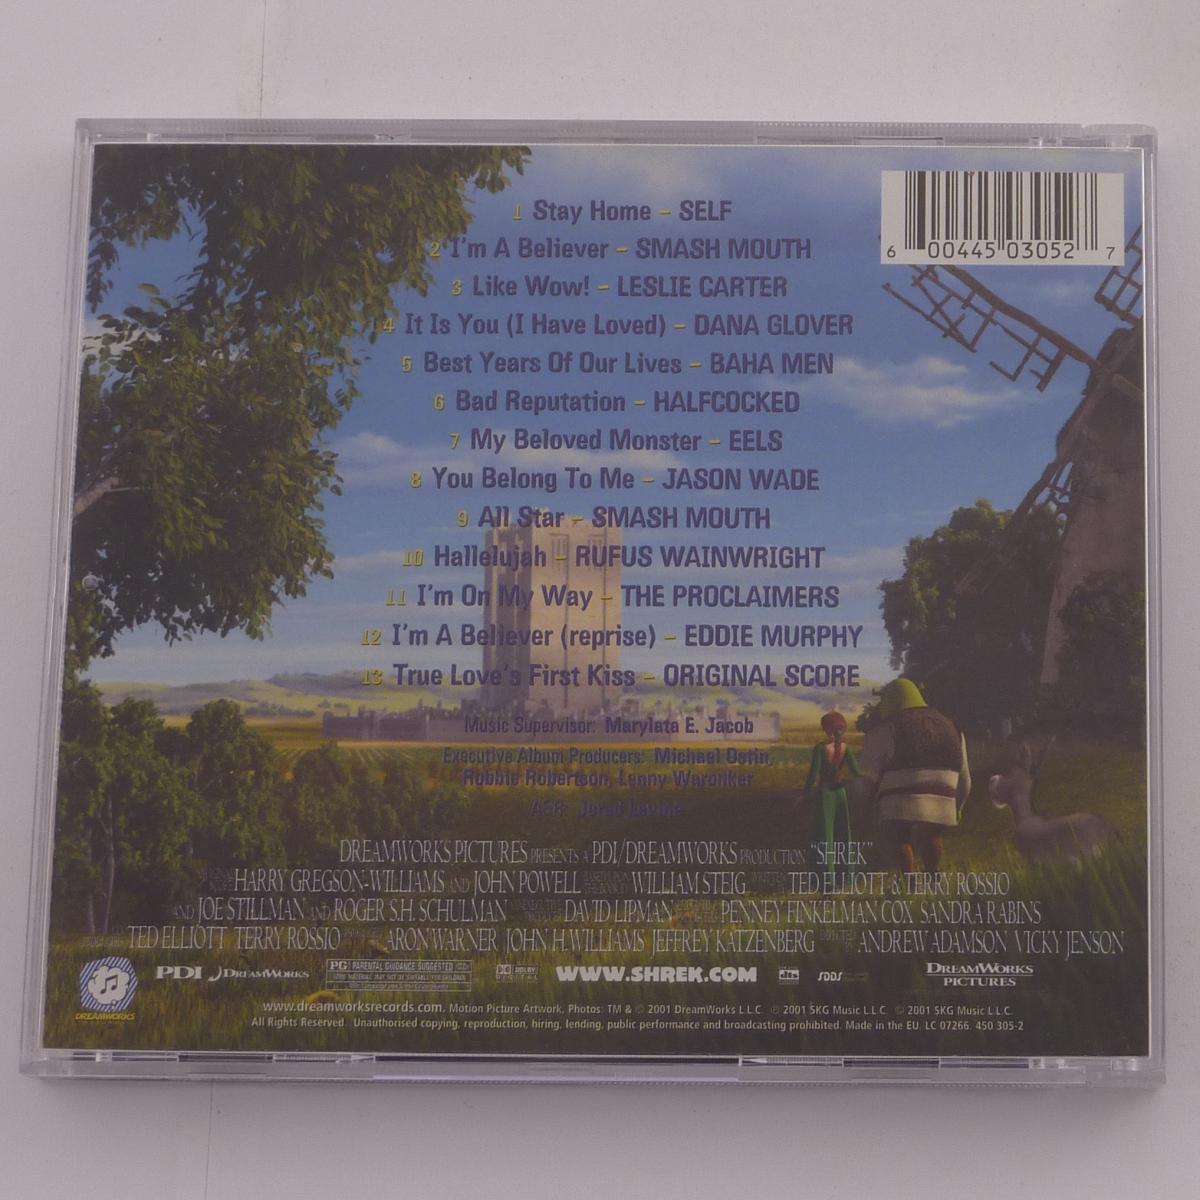 1 Stay Home – SELF
2 I'm A Believer – SMASH MOUTH
3 Like Wow! – LESLIE CARTER
4 It Is You (I Have Loved) – DANA GLOVER
5 Best Years Of Our Lives – BAHA MEN
6 Bad Reputation – HALFCOCKED
7 My Beloved Monster – EELS
8 You Belong To Me – JASON WADE
9 All Star – SMASH MOUTH
10 Hallelujah – RUFUS WAINWRIGHT
11 I'm On My Way – THE PROCLAIMERS
12 I'm A Believer (reprise) – EDDIE MURPHY
13 True Love's First Kiss – ORIGINAL SCORE
6 00445 03052 7
Music Supervisor: Marylata E. Jacob
Executive Album Producers: Michael Ostin,
Robbie Robertson, Lenny Waronker
A&R: Jared Levine
DREAMWORKS PICTURES PRESENTS A PDI/DREAMWORKS PRODUCTION "SHREK"
HARRY GREGSON-WILLIAMS AND JOHN POWELL WILLIAM STEIG TED ELLIOTT & TERRY ROSSIO
AND JOE STILLMAN AND ROGER S.H. SCHULMAN DAVID LIPMAN PENNEY FINKELMAN COX SANDRA RABINS
TED ELLIOTT TERRY ROSSIO ARON WARNER JOHN H. WILLIAMS JEFFREY KATZENBERG ANDREW ADAMSON VICKY JENSON
DREAMWORKS
PDI DREAMWORKS
PG PARENTAL GUIDANCE SUGGESTED
DOLBY
WWW.SHREK.COM
dts
SDDS
DREAMWORKS
PICTURES
www.dreamworksrecords.com. Motion Picture Artwork, Photos: TM & © 2001 DreamWorks L.L.C. ℗ 2001 SKG Music L.L.C. © 2001 SKG Music L.L.C.
All Rights Reserved. Unauthorised copying, reproduction, hiring, lending, public performance and broadcasting prohibited. Made in the EU. LC 07266. 450 305-2